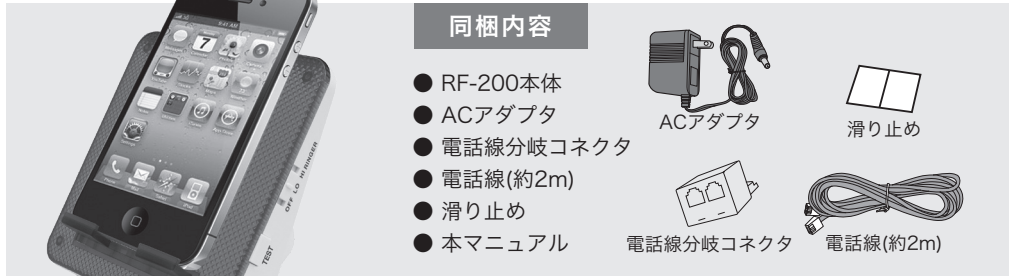 同梱内容
● RF-200本体
● ACアダプタ
● 電話線分岐コネクタ
● 電話線(約2m)
● 滑り止め
● 本マニュアル
ACアダプタ
滑り止め
電話線分岐コネクタ
電話線(約2m)
9:41 AM
7
OFF LO HI RINGER
TEST